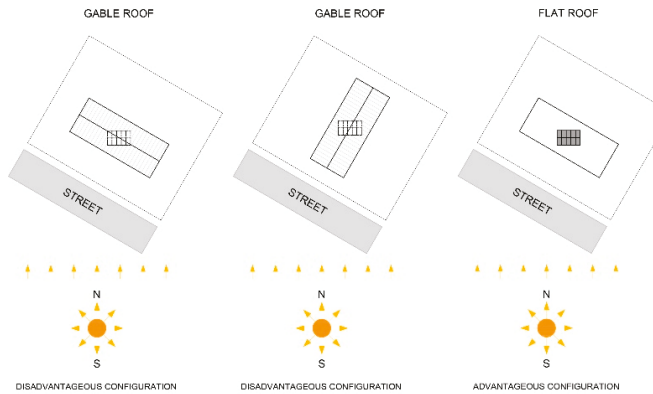 GABLE ROOF
GABLE ROOF
FLAT ROOF
STREET
STREET
STREET
N
N
N
S
S
S
DISADVANTAGEOUS CONFIGURATION
DISADVANTAGEOUS CONFIGURATION
ADVANTAGEOUS CONFIGURATION